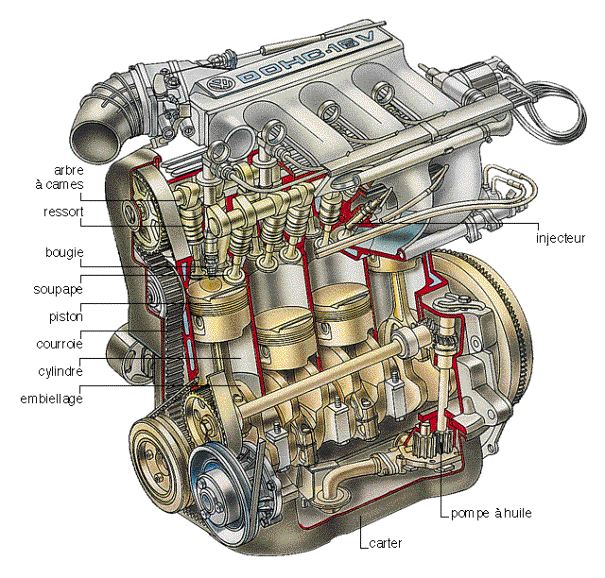 DOHC-16V
arbre
à cames
ressort
bougie
soupape
piston
courroie
cylindre
embiellage
injecteur
pompe à huile
carter